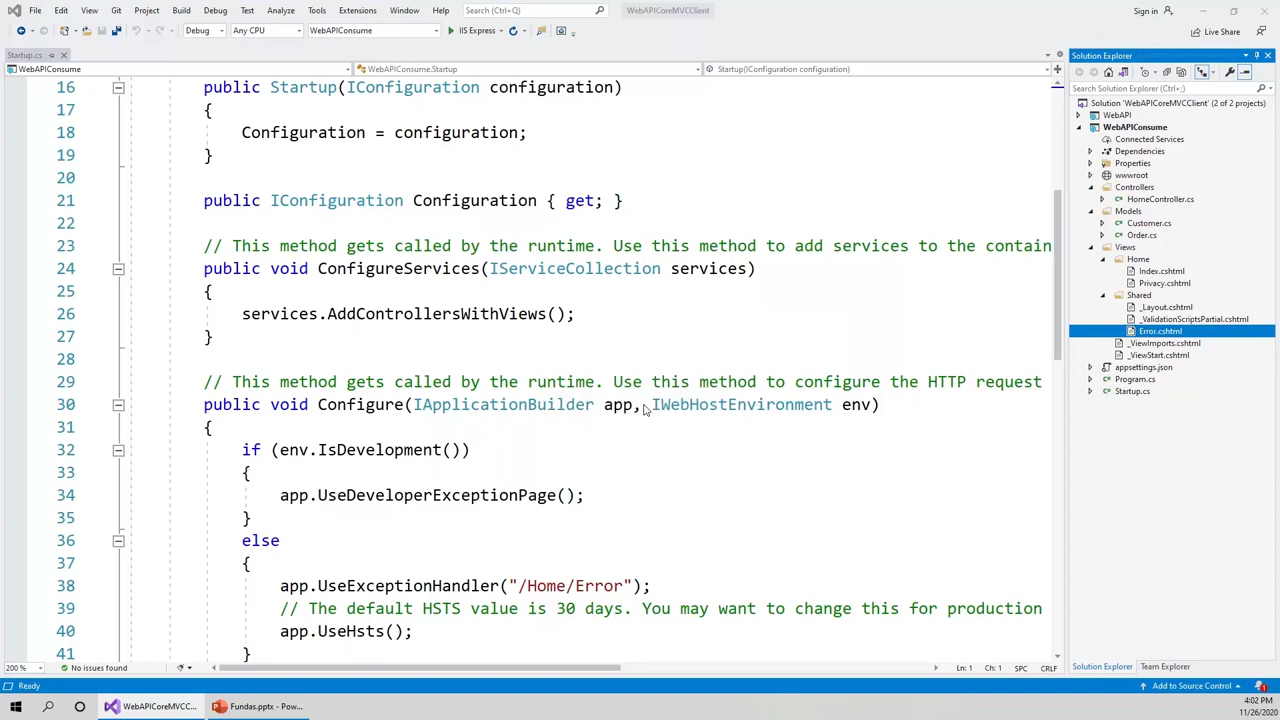 File Edit View Git Project Build Debug Test Analyze Tools Extensions Window Help Search (Ctrl+Q) WebAPICoreMVCClient Sign in
Debug Any CPU WebAPIConsume IIS Express Live Share
Startup.cs
WebAPIConsume WebAPIConsume.Startup Startup(IConfiguration configuration)
16 public Startup(IConfiguration configuration)
17 {
18 Configuration = configuration;
19 }
20
21 public IConfiguration Configuration { get; }
22
23 // This method gets called by the runtime. Use this method to add services to the contain
24 public void ConfigureServices(IServiceCollection services)
25 {
26 services.AddControllersWithViews();
27 }
28
29 // This method gets called by the runtime. Use this method to configure the HTTP request
30 public void Configure(IApplicationBuilder app, IWebHostEnvironment env)
31 {
32 if (env.IsDevelopment())
33 {
34 app.UseDeveloperExceptionPage();
35 }
36 else
37 {
38 app.UseExceptionHandler("/Home/Error");
39 // The default HSTS value is 30 days. You may want to change this for production
40 app.UseHsts();
41 }
200 % No issues found Ln: 1 Ch: 1 SPC CRLF
Solution Explorer
Search Solution Explorer (Ctrl+;)
Solution 'WebAPICoreMVCClient' (2 of 2 projects)
WebAPI
WebAPIConsume
Connected Services
Dependencies
Properties
wwwroot
Controllers
HomeController.cs
Models
Customer.cs
Order.cs
Views
Home
Index.cshtml
Privacy.cshtml
Shared
_Layout.cshtml
_ValidationScriptsPartial.cshtml
Error.cshtml
_ViewImports.cshtml
_ViewStart.cshtml
appsettings.json
Program.cs
Startup.cs
Solution Explorer Team Explorer
Ready Add to Source Control 1
WebAPICoreMVCC... Fundas.pptx - Pow...
4:02 PM
11/26/2020